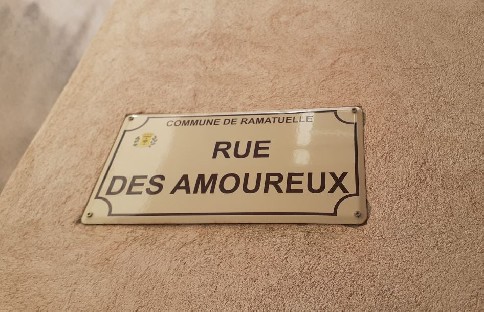 COMMUNE DE RAMATUELLE
RUE
DES AMOUREUX